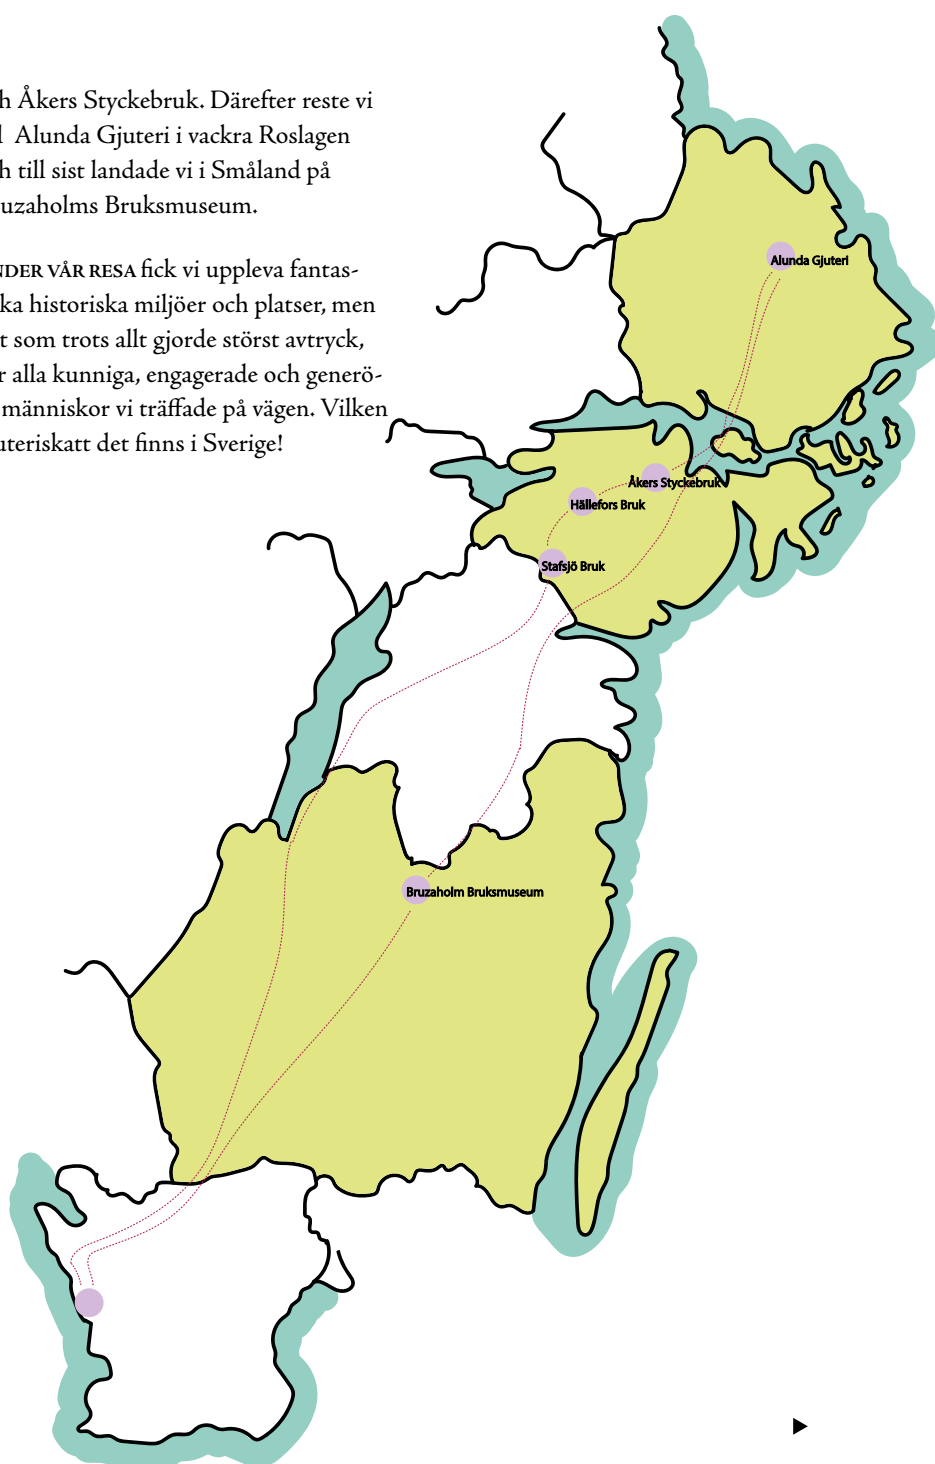 h Åkers Styckebruk. Därefter reste vi
l Alunda Gjuteri i vackra Roslagen
h till sist landade vi i Småland på
ruzaholms Bruksmuseum.
NDER VÅR RESA fick vi uppleva fantas-
ka historiska miljöer och platser, men
t som trots allt gjorde störst avtryck,
r alla kunniga, engagerade och generö-
människor vi träffade på vägen. Vilken
uteriskatt det finns i Sverige!
Alunda Gjuteri
Åkers Styckebruk
Hällefors Bruk
Stafsjö Bruk
Bruzaholm Bruksmuseum